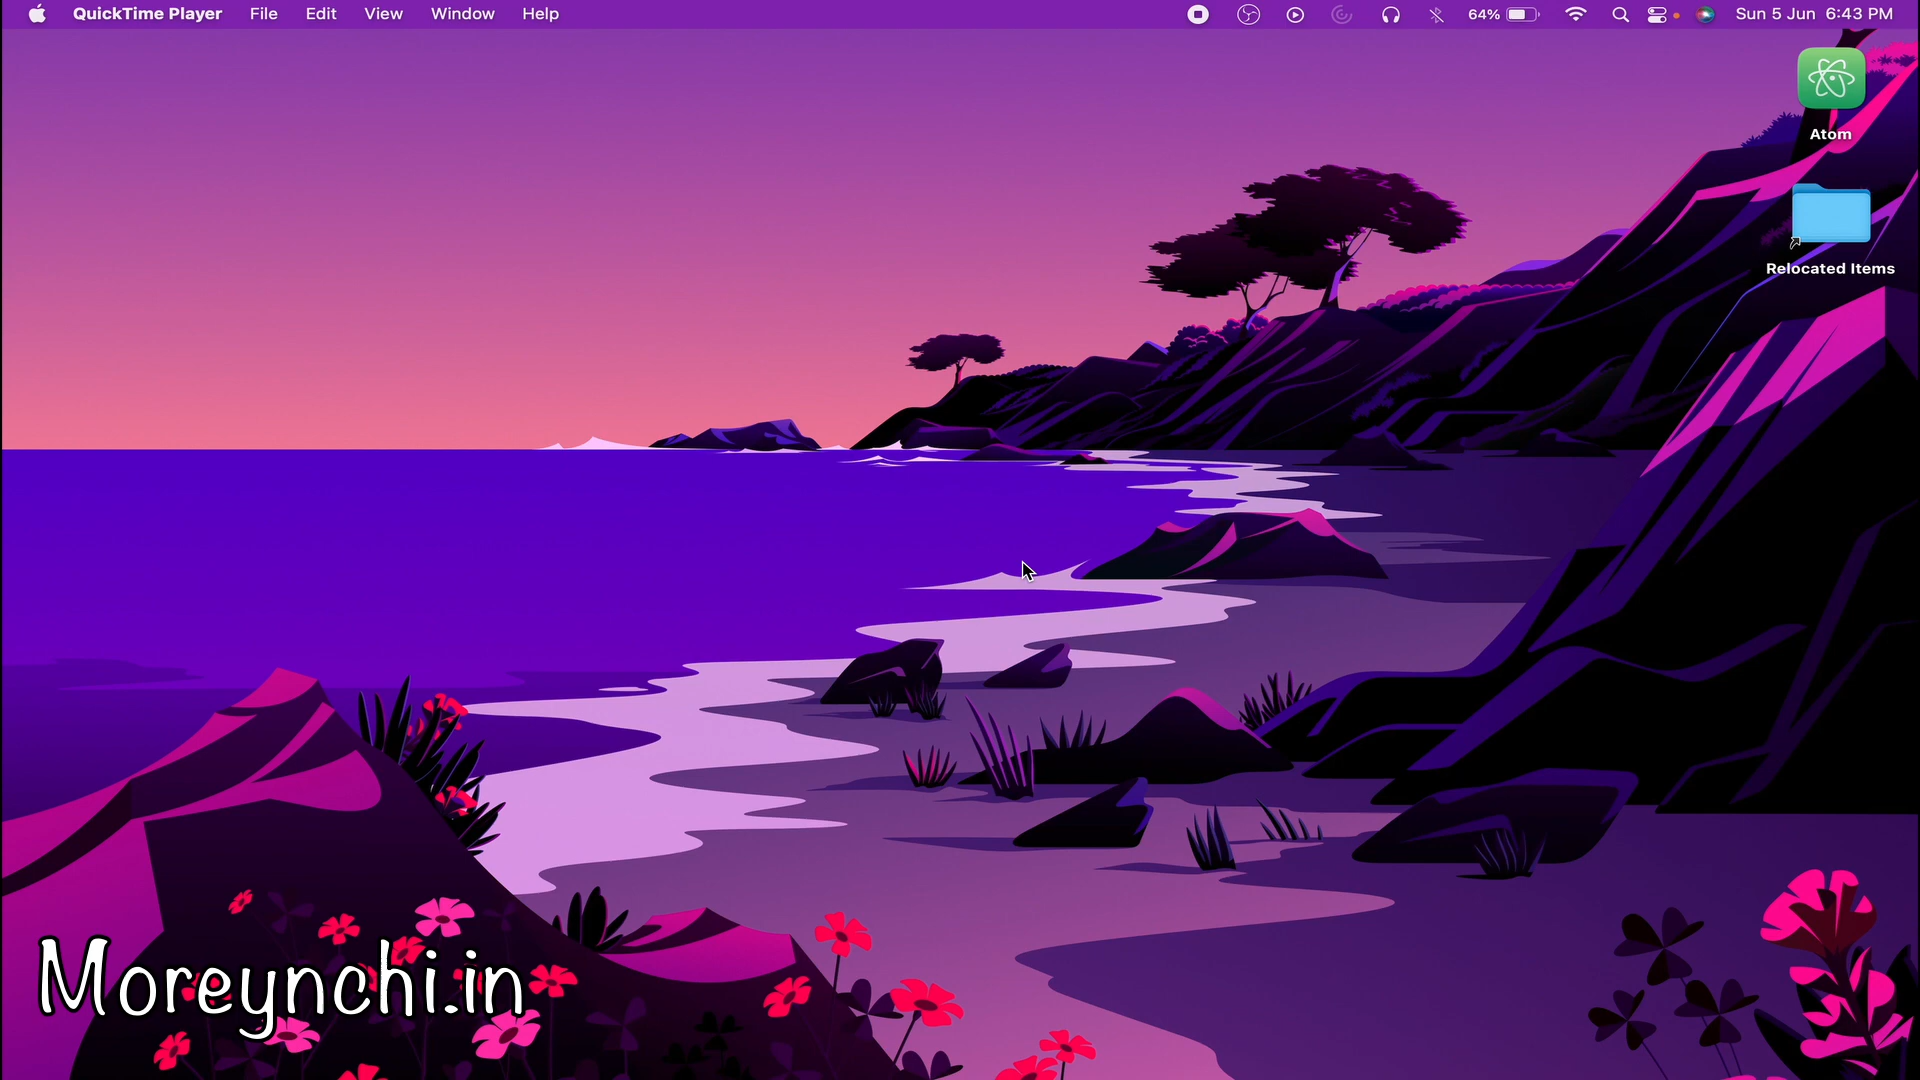 QuickTime Player File Edit View Window Help 64% Sun 5 Jun 6:43 PM
Atom
Relocated Items
Moreynchi.in